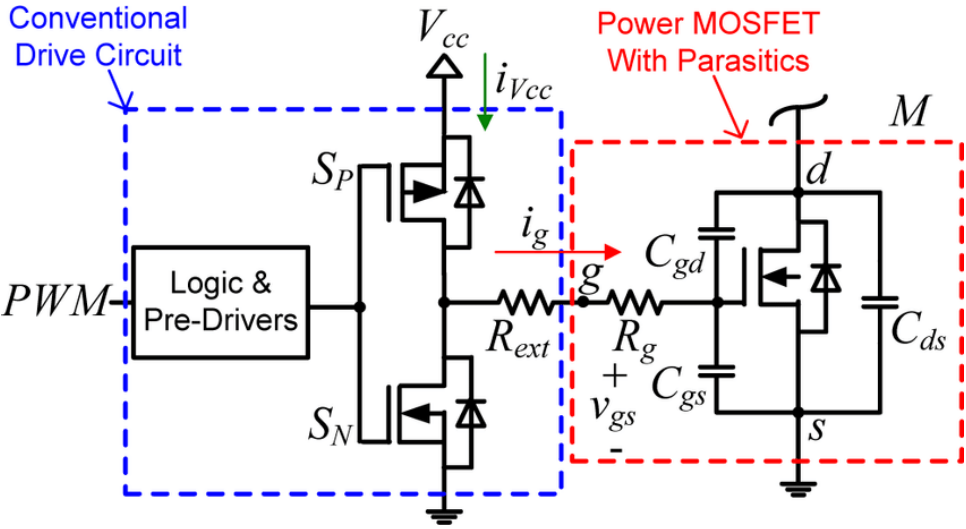 Conventional
Drive Circuit
Power MOSFET
With Parasitics
V_cc
i_Vcc
M
S_P
d
i_g
C_gd
PWM
Logic &
Pre-Drivers
g
R_ext
R_g
C_ds
C_gs
+
v_gs
-
S_N
s